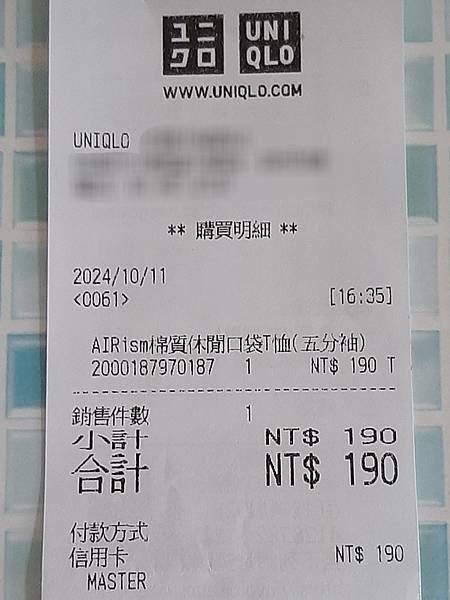 ユニ UNI
クロ QLO
WWW.UNIQLO.COM
UNIQLO
** 購買明細 **
2024/10/11
<0061> [16:35]
AIRism棉質休閒口袋T恤(五分袖)
2000187970187 1 NT$ 190 T
銷售件數 1
小計 NT$ 190
合計 NT$ 190
付款方式
信用卡 NT$ 190
MASTER